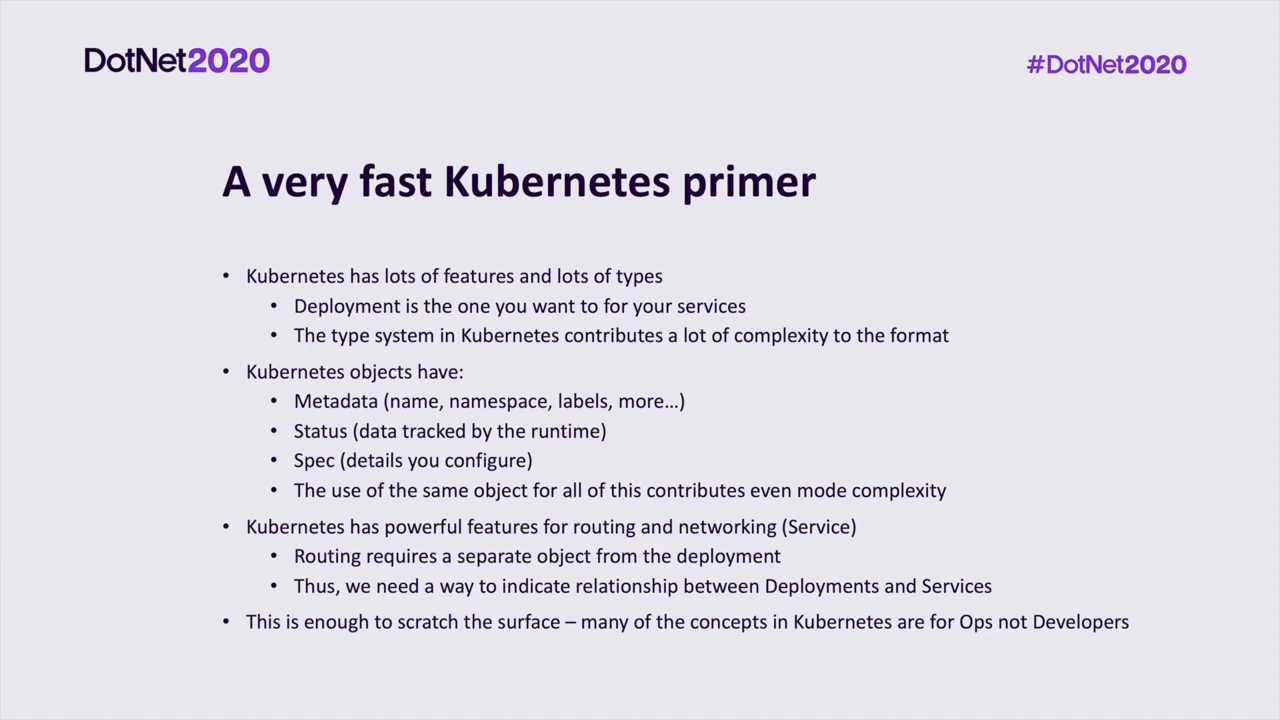 DotNet2020
#DotNet2020
A very fast Kubernetes primer
• Kubernetes has lots of features and lots of types
• Deployment is the one you want to for your services
• The type system in Kubernetes contributes a lot of complexity to the format
• Kubernetes objects have:
• Metadata (name, namespace, labels, more…)
• Status (data tracked by the runtime)
• Spec (details you configure)
• The use of the same object for all of this contributes even mode complexity
• Kubernetes has powerful features for routing and networking (Service)
• Routing requires a separate object from the deployment
• Thus, we need a way to indicate relationship between Deployments and Services
• This is enough to scratch the surface – many of the concepts in Kubernetes are for Ops not Developers